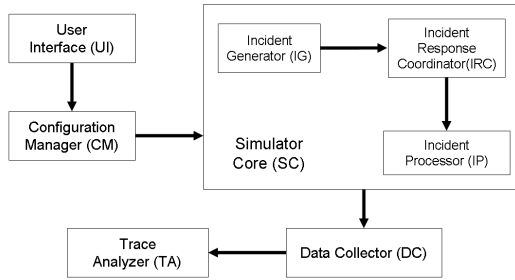 User
Interface (UI)
Configuration
Manager (CM)
Incident
Generator (IG)
Incident
Response
Coordinator(IRC)
Simulator
Core (SC)
Incident
Processor (IP)
Trace
Analyzer (TA)
Data Collector (DC)